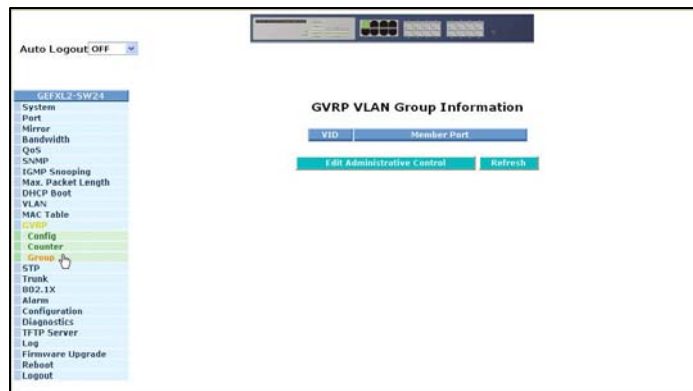 Auto Logout OFF
GEFXL2-SW24
System
Port
Mirror
Bandwidth
QoS
SNMP
IGMP Snooping
Max. Packet Length
DHCP Boot
VLAN
MAC Table
GVRP
Config
Counter
Group
STP
Trunk
802.1X
Alarm
Configuration
Diagnostics
TFTP Server
Log
Firmware Upgrade
Reboot
Logout
GVRP VLAN Group Information
VID Member Port
Edit Administrative Control Refresh